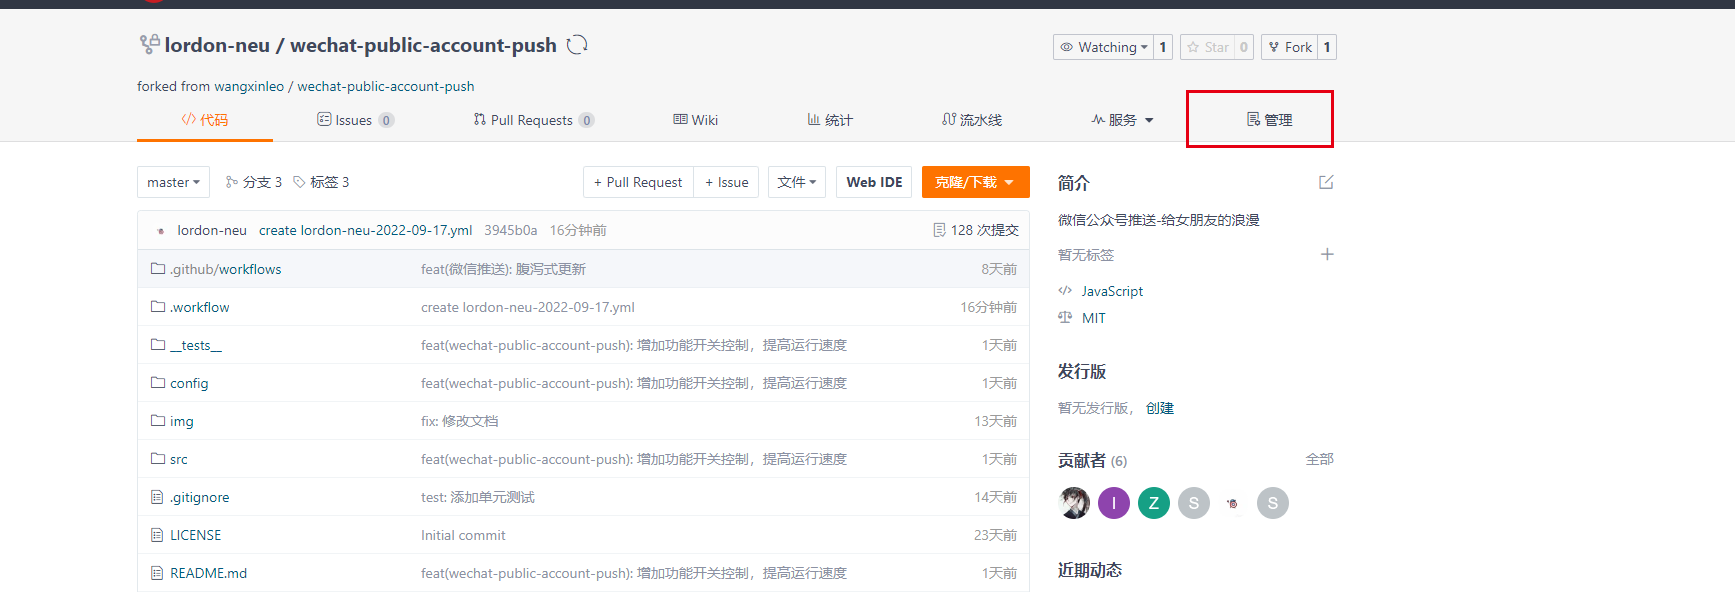 lordon-neu / wechat-public-account-push
Watching 1 Star 0 Fork 1
forked from wangxinleo / wechat-public-account-push
代码 Issues 0 Pull Requests 0 Wiki 统计 流水线 服务 管理
master 分支 3 标签 3 + Pull Request + Issue 文件 Web IDE 克隆/下载
lordon-neu create lordon-neu-2022-09-17.yml 3945b0a 16分钟前 128 次提交
.github/workflows feat(微信推送): 腹泻式更新 8天前
.workflow create lordon-neu-2022-09-17.yml 16分钟前
__tests__ feat(wechat-public-account-push): 增加功能开关控制，提高运行速度 1天前
config feat(wechat-public-account-push): 增加功能开关控制，提高运行速度 1天前
img fix: 修改文档 13天前
src feat(wechat-public-account-push): 增加功能开关控制，提高运行速度 1天前
.gitignore test: 添加单元测试 14天前
LICENSE Initial commit 23天前
README.md feat(wechat-public-account-push): 增加功能开关控制，提高运行速度 1天前
简介
微信公众号推送-给女朋友的浪漫
暂无标签
JavaScript
MIT
发行版
暂无发行版， 创建
贡献者 (6) 全部
I Z S S
近期动态